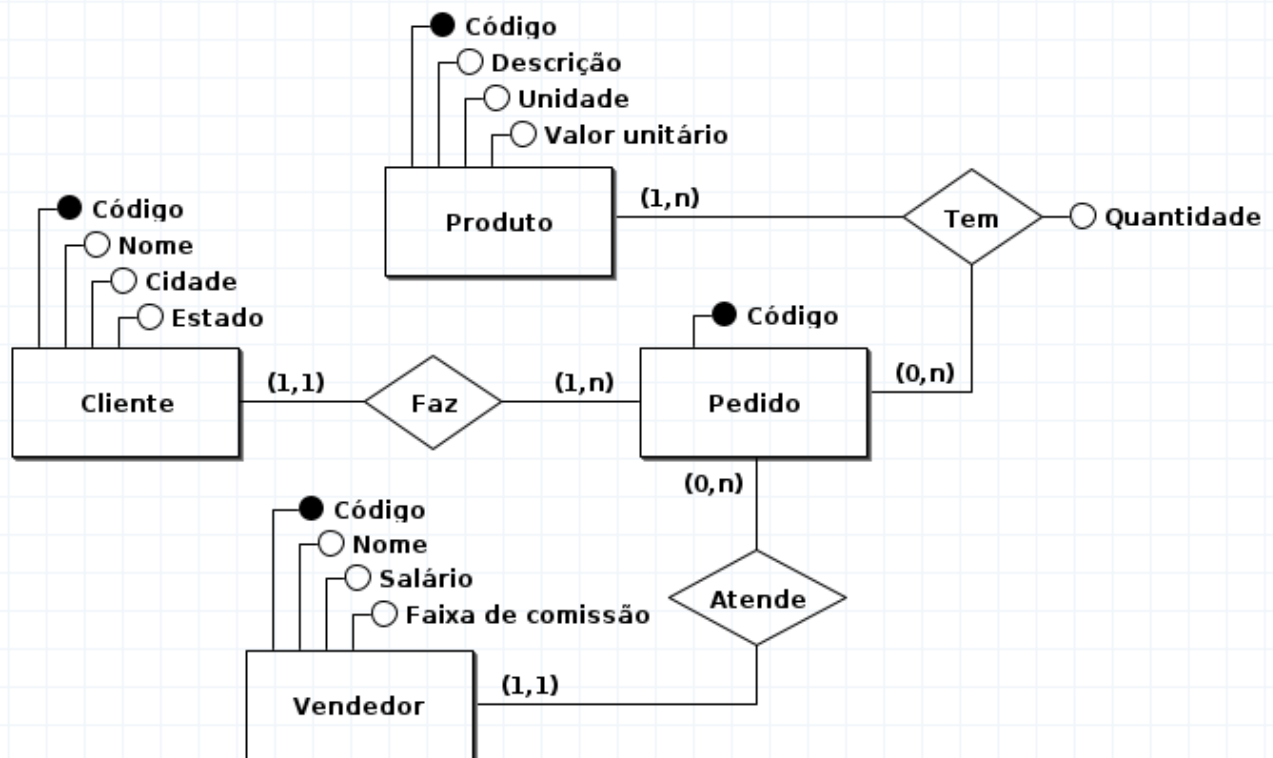 Código
Descrição
Unidade
Valor unitário
Produto
(1,n)
Tem
Quantidade
Código
Nome
Cidade
Estado
Cliente
(1,1)
Faz
(1,n)
Código
Pedido
(0,n)
(0,n)
Atende
Código
Nome
Salário
Faixa de comissão
Vendedor
(1,1)